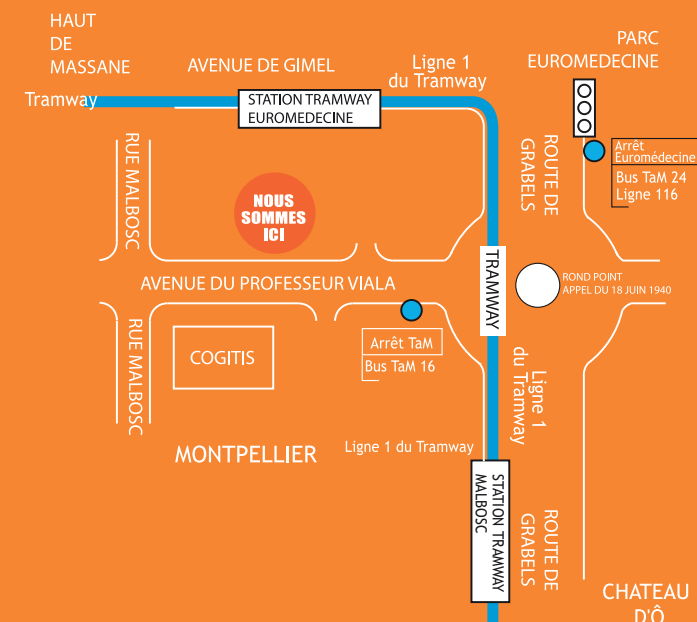 HAUT
DE
MASSANE
AVENUE DE GIMEL
Ligne 1
du Tramway
PARC
EUROMEDECINE
Tramway
STATION TRAMWAY
EUROMEDECINE
RUE MALBOSC
NOUS
SOMMES
ICI
ROUTE DE
GRABELS
Arrêt
Euromédecine
Bus TaM 24
Ligne 116
AVENUE DU PROFESSEUR VIALA
TRAMWAY
ROND POINT
APPEL DU 18 JUIN 1940
RUE MALBOSC
COGITIS
Arrêt TaM
Bus TaM 16
Ligne 1
du Tramway
MONTPELLIER
Ligne 1 du Tramway
STATION TRAMWAY
MALBOSC
ROUTE DE
GRABELS
CHATEAU
D'Ô